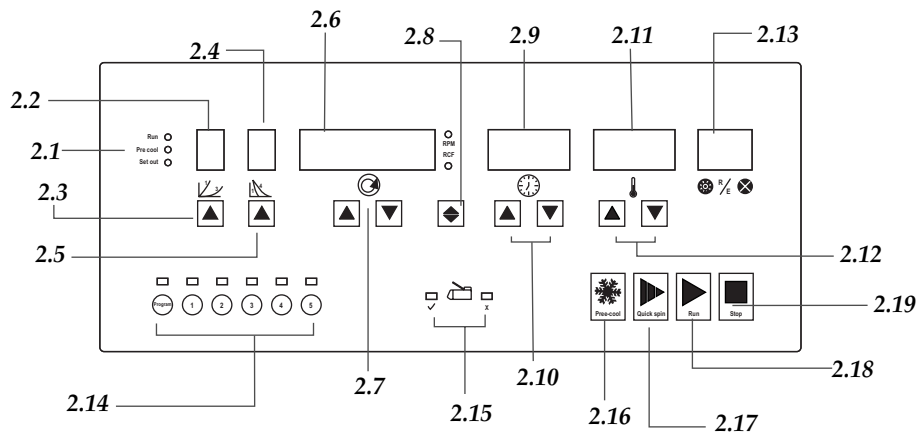 2.6
2.8
2.9
2.11
2.13
2.4
2.2
2.1
Run
Pre cool
Set out
RPM
RCF
R/E
2.3
2.5
2.12
Program 1 2 3 4 5
✓ X
Pree-cool
Quick spin
Run
Stop
2.19
2.14
2.7
2.15
2.10
2.16
2.17
2.18